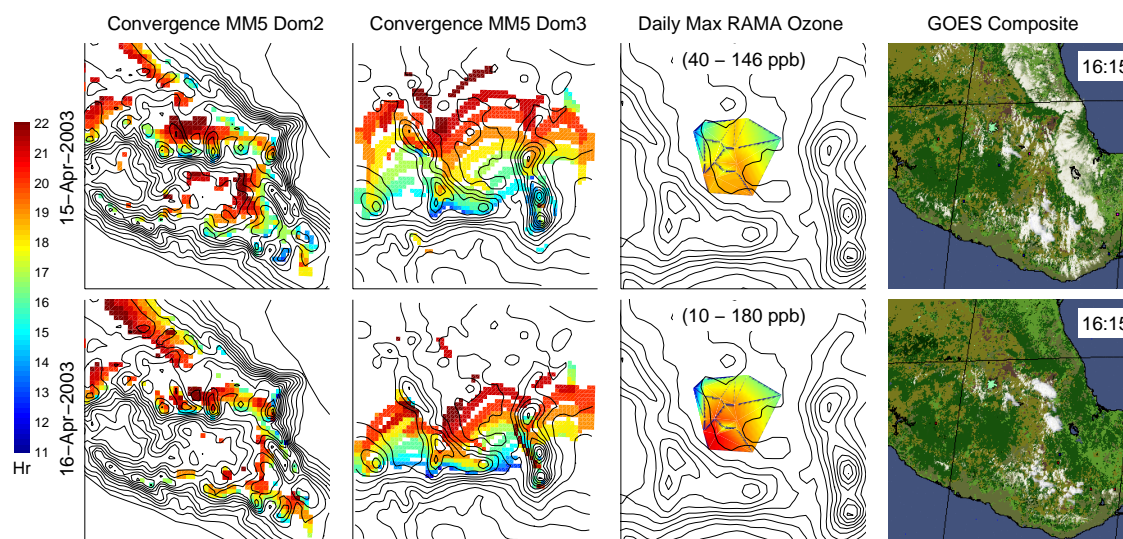 Convergence MM5 Dom2
Convergence MM5 Dom3
Daily Max RAMA Ozone
GOES Composite
15−Apr−2003
(40 − 146 ppb)
16:15
22
21
20
19
18
17
16
15
14
13
12
11
Hr
16−Apr−2003
(10 − 180 ppb)
16:15